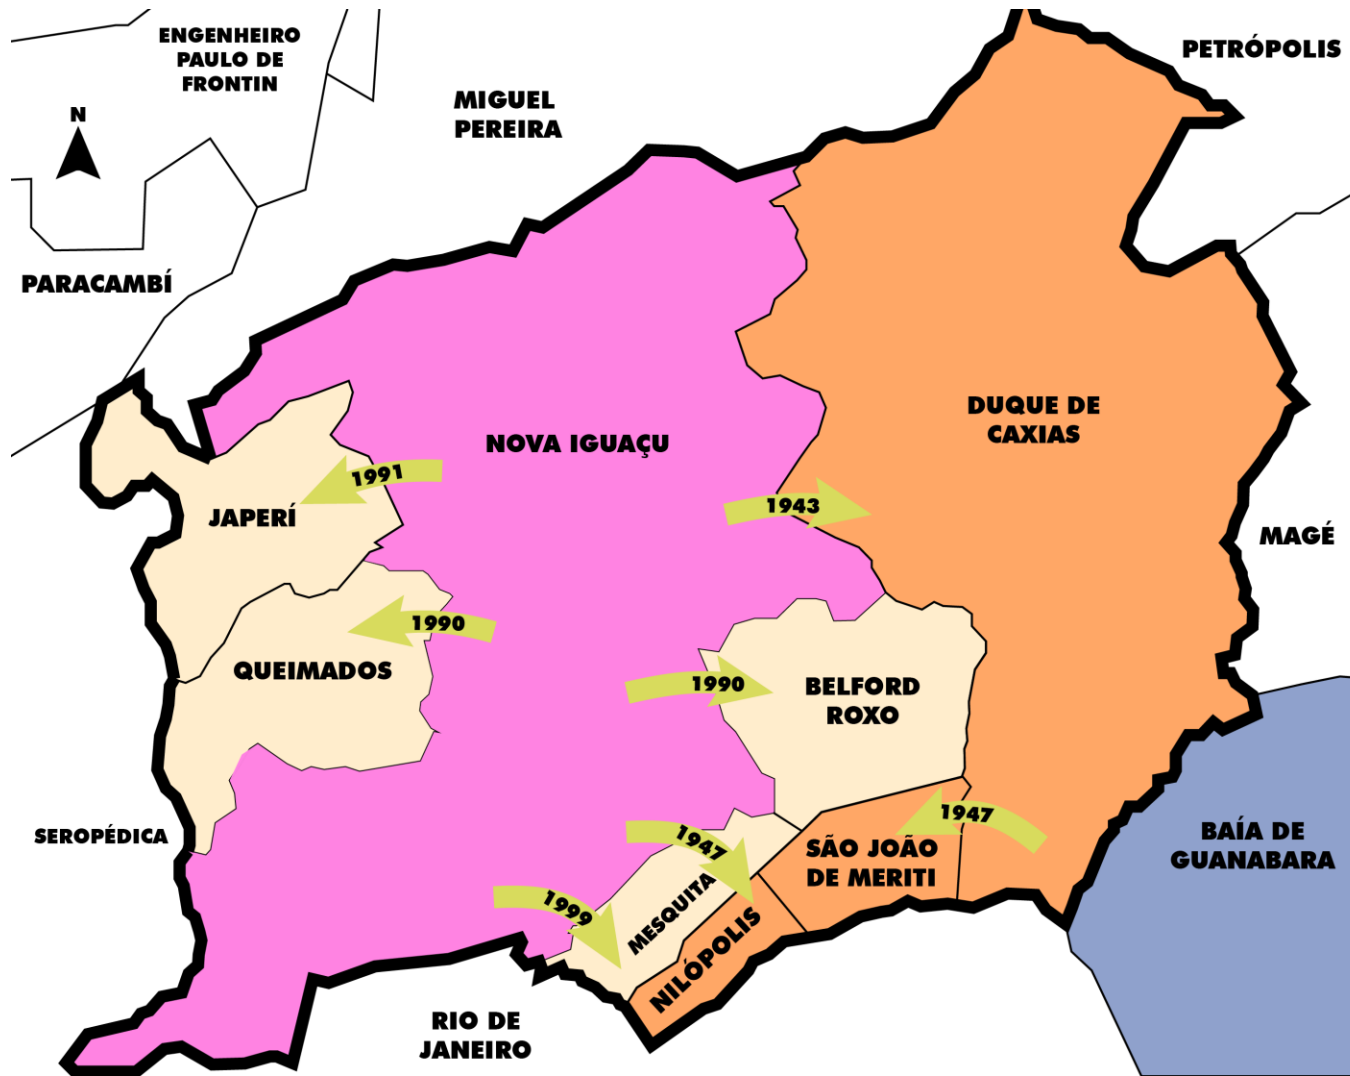 ENGENHEIRO
PAULO DE
FRONTIN
PETRÓPOLIS
MIGUEL
PEREIRA
N
PARACAMBÍ
DUQUE DE
CAXIAS
NOVA IGUAÇU
1991
1943
JAPERÍ
MAGÉ
1990
QUEIMADOS
1990
BELFORD
ROXO
SEROPÉDICA
1947
1947
BAÍA DE
GUANABARA
SÃO JOÃO
DE MERITI
1999
MESQUITA
NILÓPOLIS
RIO DE
JANEIRO